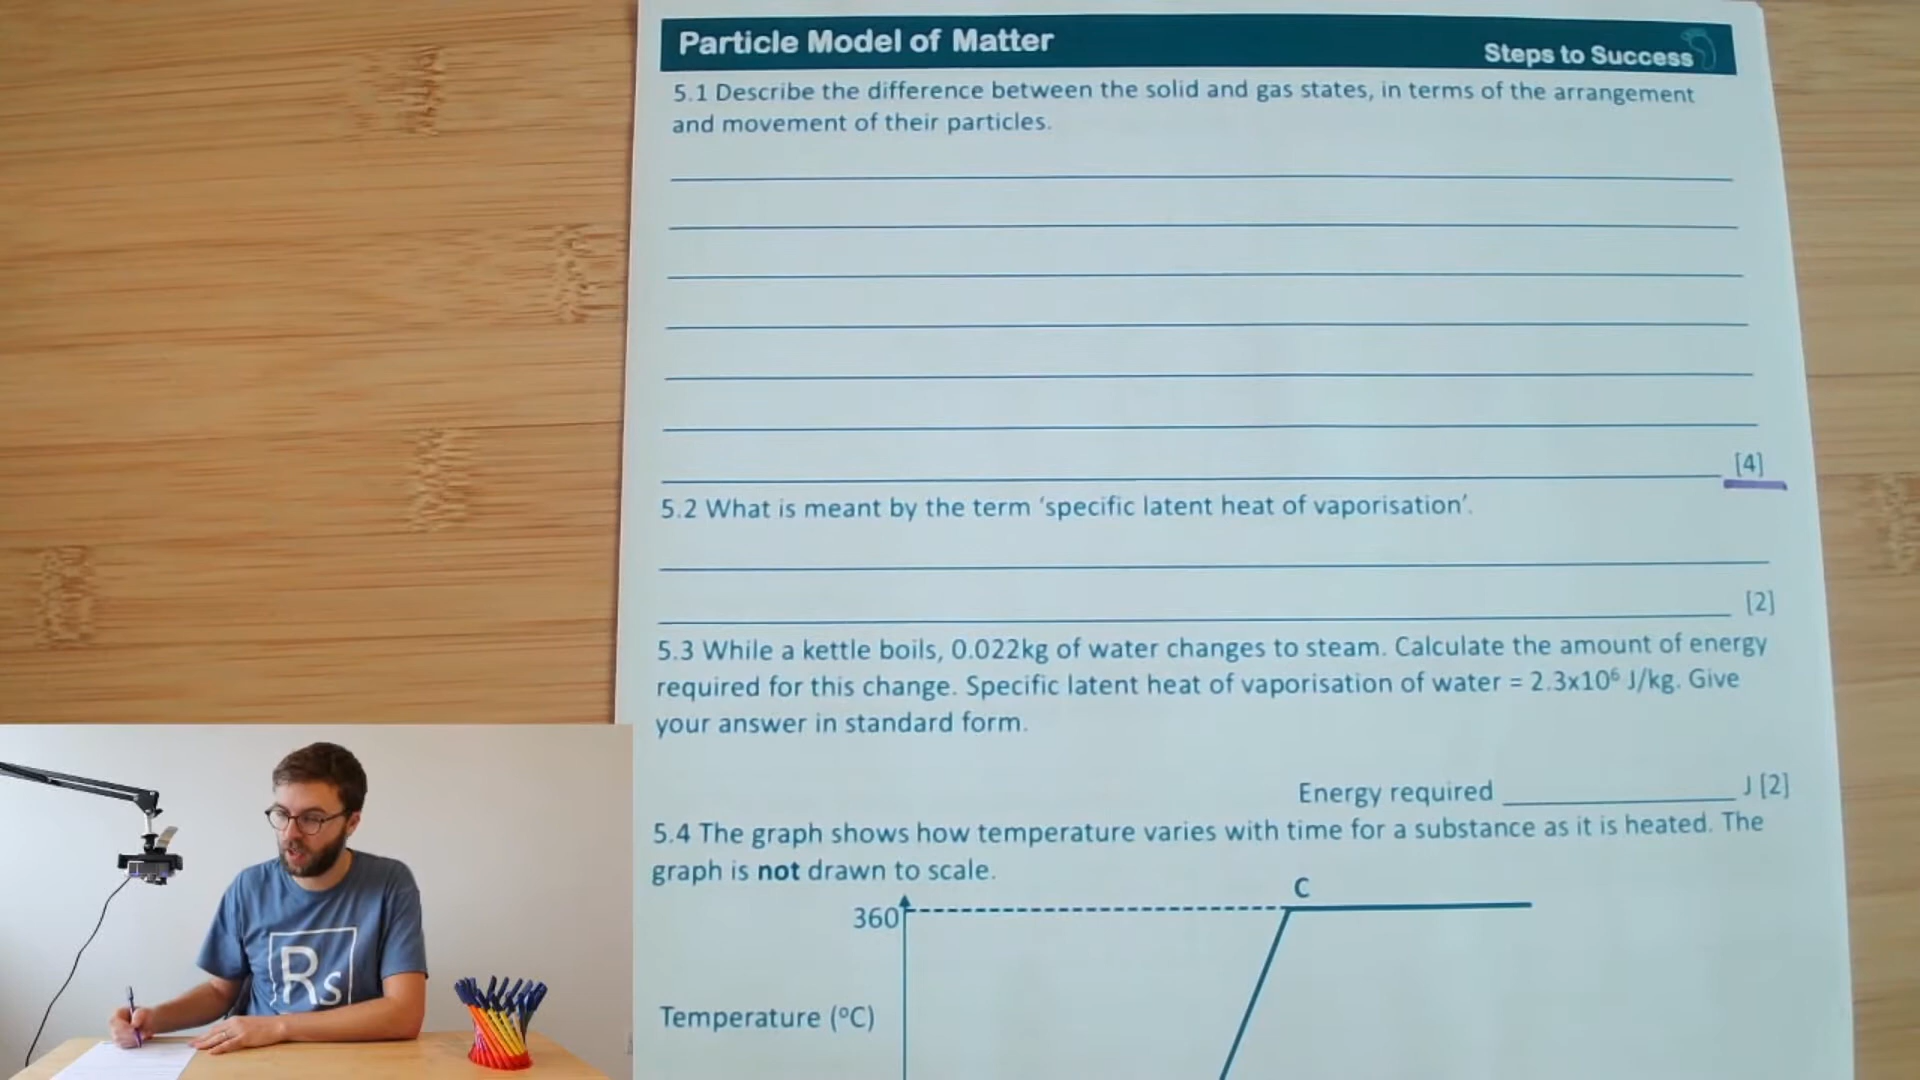 Particle Model of Matter
Steps to Success
5.1 Describe the difference between the solid and gas states, in terms of the arrangement
and movement of their particles.
[4]
5.2 What is meant by the term ‘specific latent heat of vaporisation’.
[2]
5.3 While a kettle boils, 0.022kg of water changes to steam. Calculate the amount of energy
required for this change. Specific latent heat of vaporisation of water = 2.3x10⁶ J/kg. Give
your answer in standard form.
Energy required ____________ J [2]
5.4 The graph shows how temperature varies with time for a substance as it is heated. The
graph is not drawn to scale.
C
360
Temperature (°C)
Rs